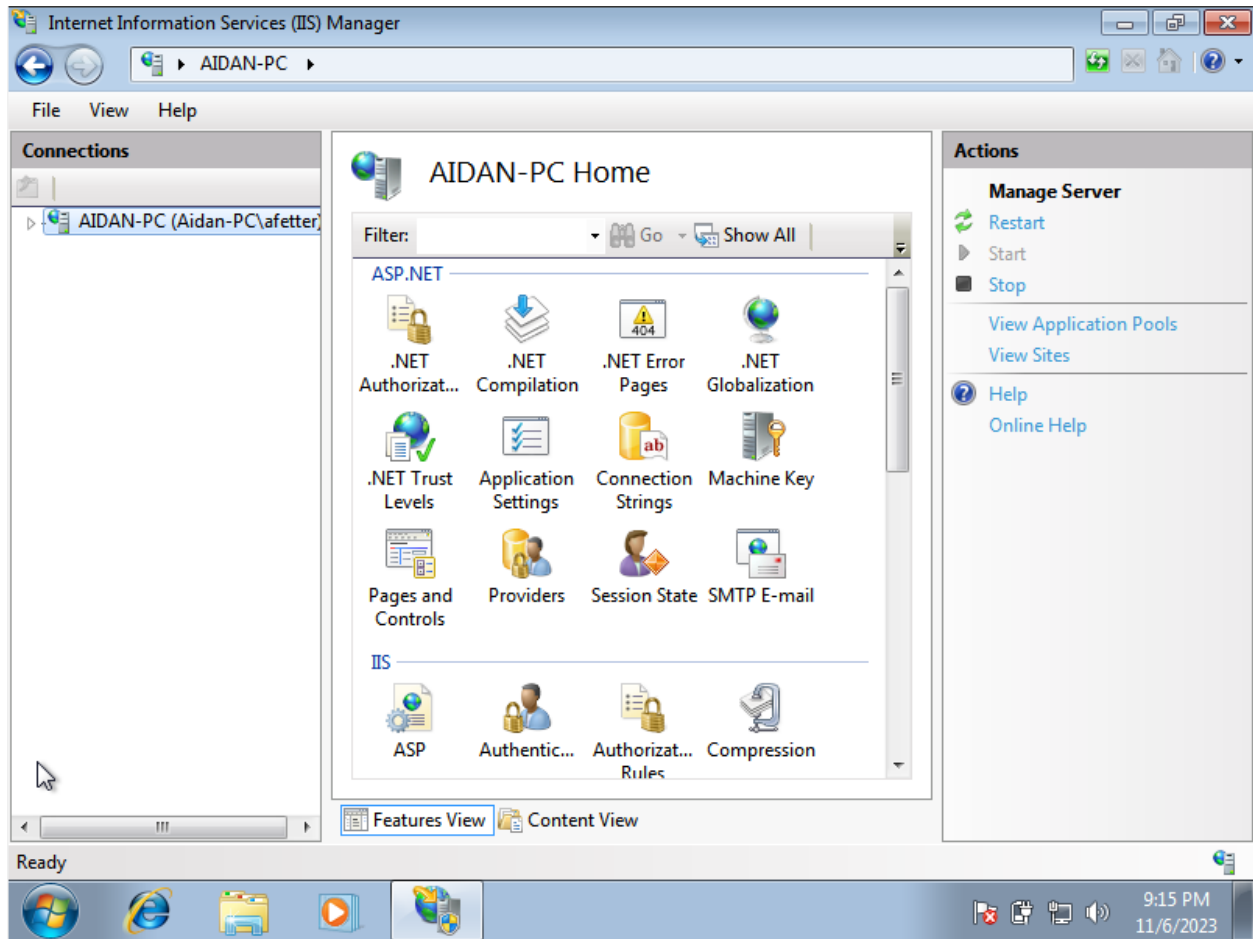 Internet Information Services (IIS) Manager
AIDAN-PC
File View Help
Connections
AIDAN-PC (Aidan-PC\afetter)
AIDAN-PC Home
Filter: Go Show All
ASP.NET
.NET Authorizat...
.NET Compilation
404
.NET Error Pages
.NET Globalization
.NET Trust Levels
Application Settings
ab
Connection Strings
Machine Key
Pages and Controls
Providers
Session State
SMTP E-mail
IIS
ASP
Authentic...
Authorizat... Rules
Compression
Features View
Content View
Actions
Manage Server
Restart
Start
Stop
View Application Pools
View Sites
Help
Online Help
Ready
9:15 PM
11/6/2023